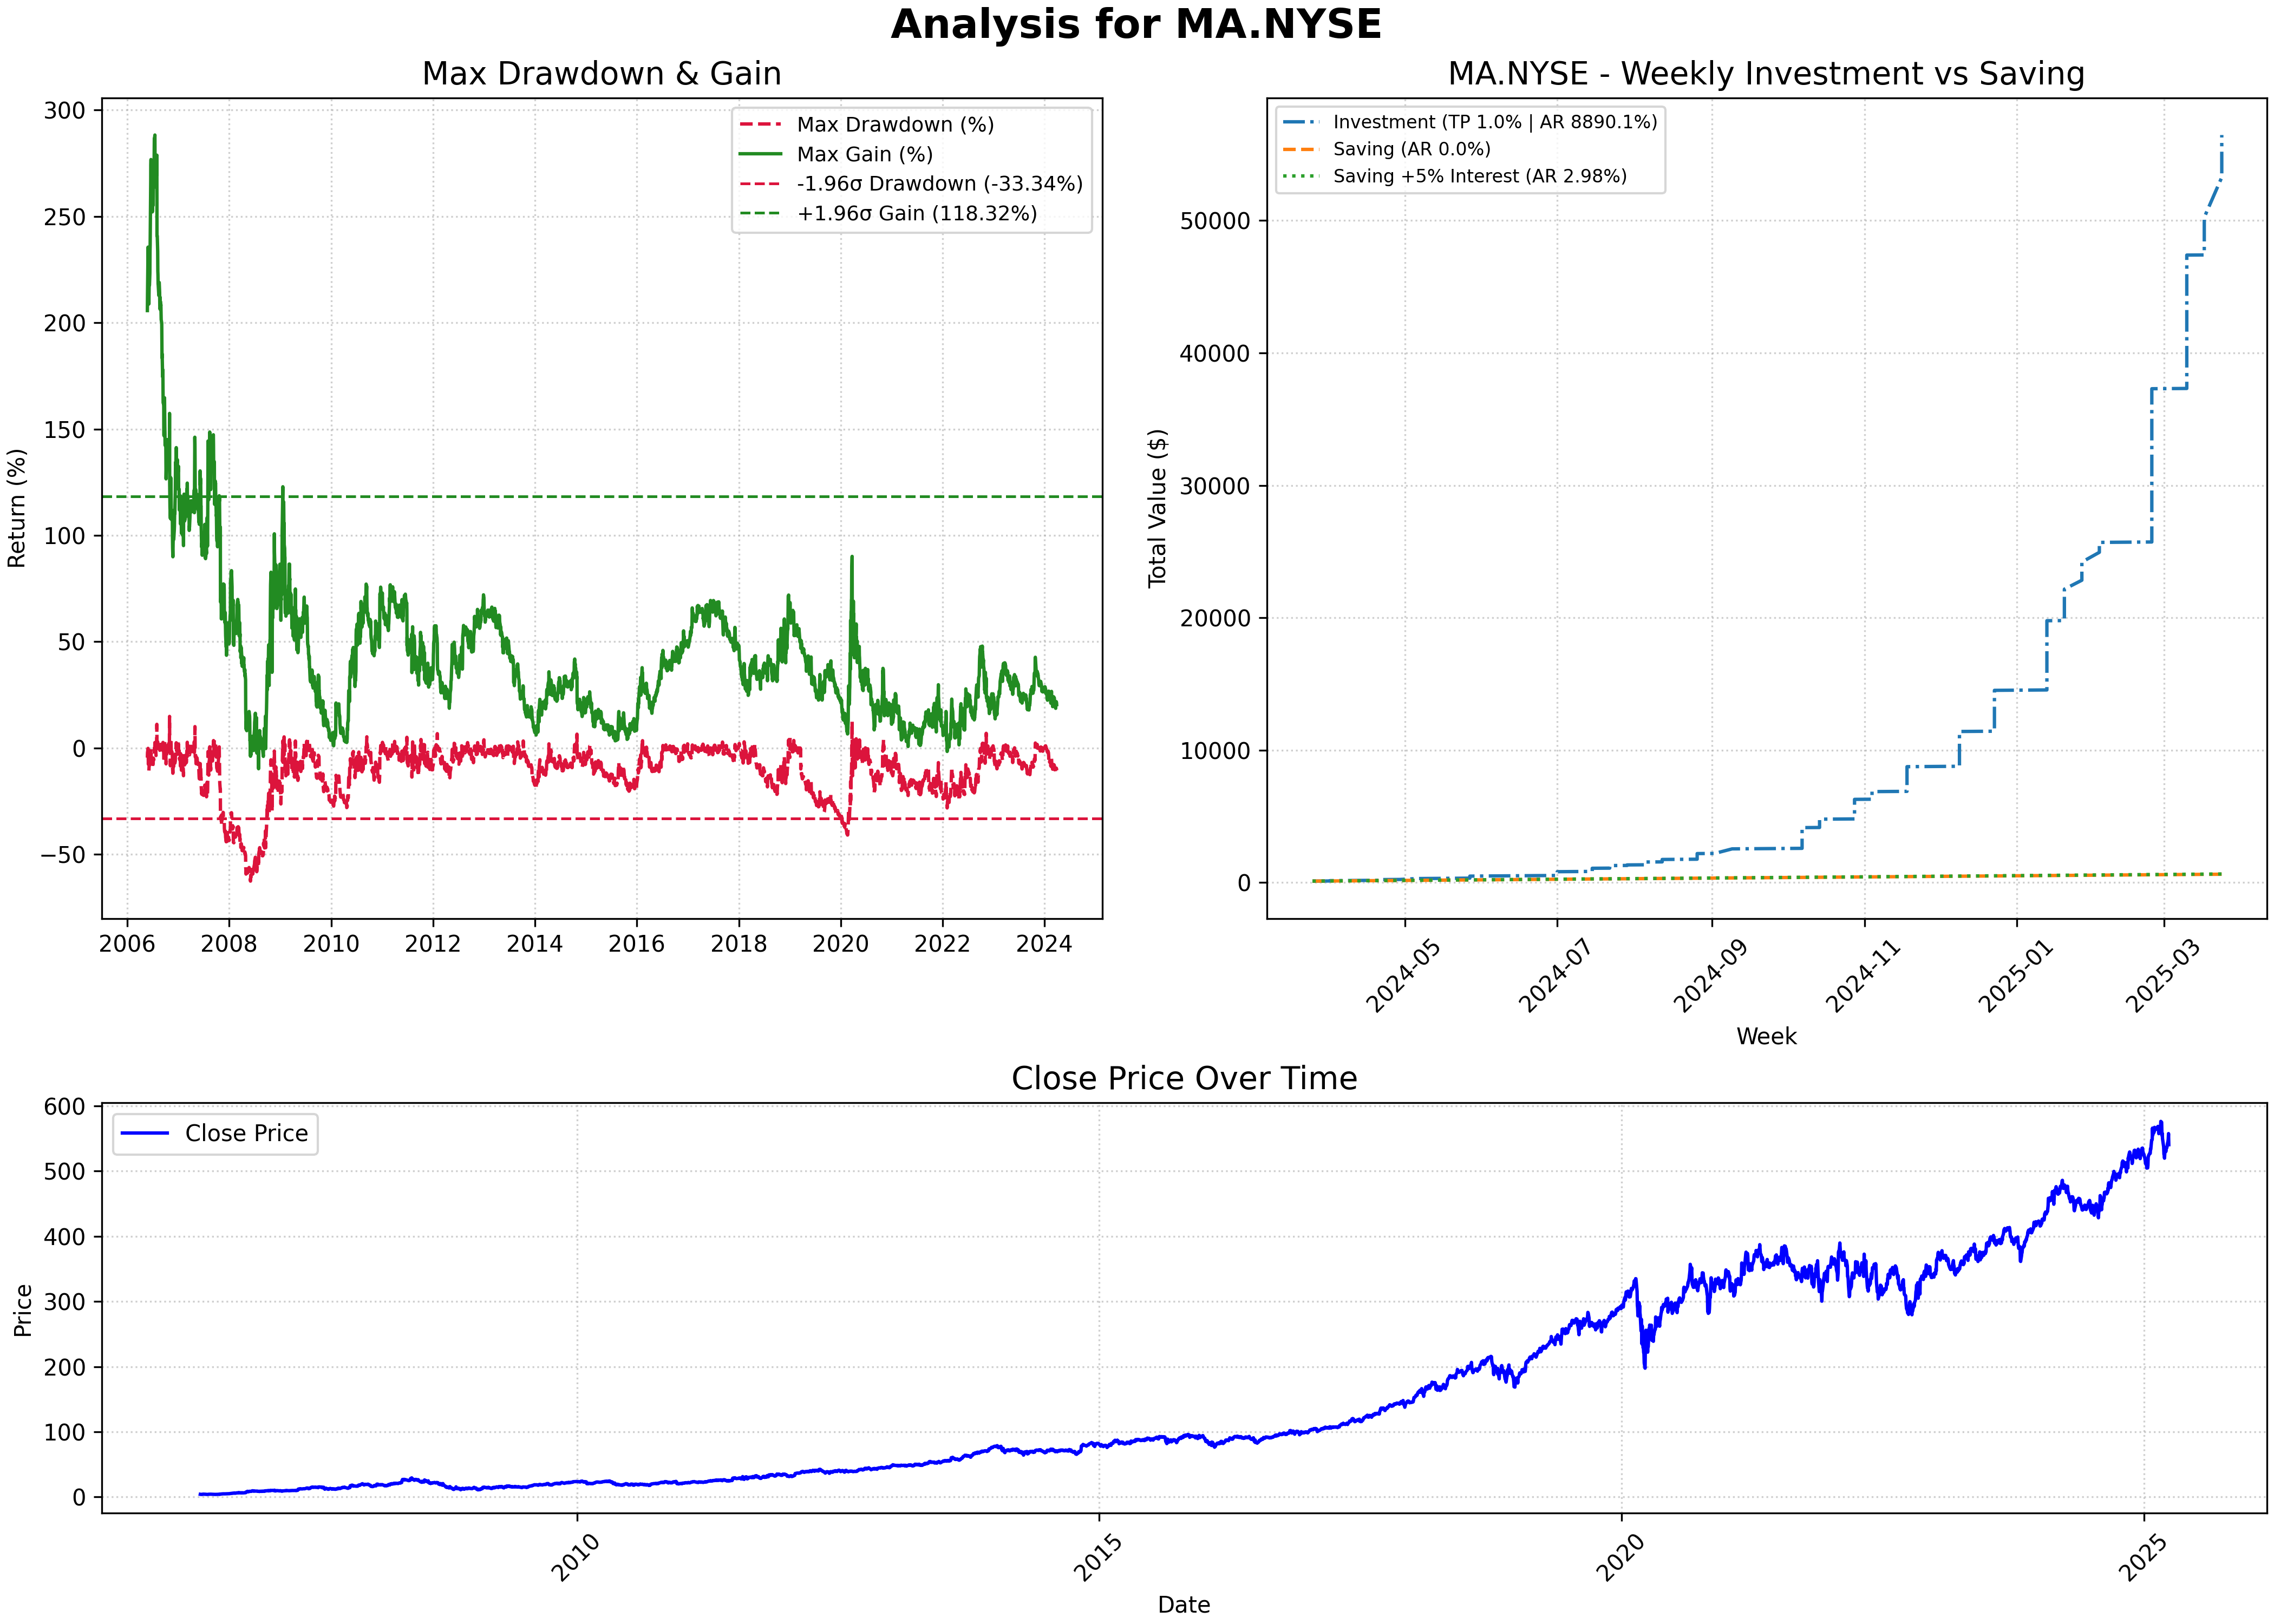 Analysis for MA.NYSE
Max Drawdown & Gain
Return (%)
300
250
200
150
100
50
0
−50
2006 2008 2010 2012 2014 2016 2018 2020 2022 2024
Max Drawdown (%)
Max Gain (%)
-1.96σ Drawdown (-33.34%)
+1.96σ Gain (118.32%)
MA.NYSE - Weekly Investment vs Saving
Total Value ($)
50000
40000
30000
20000
10000
0
2024-05 2024-07 2024-09 2024-11 2025-01 2025-03
Week
Investment (TP 1.0% | AR 8890.1%)
Saving (AR 0.0%)
Saving +5% Interest (AR 2.98%)
Close Price Over Time
Price
600
500
400
300
200
100
0
2010 2015 2020 2025
Date
Close Price